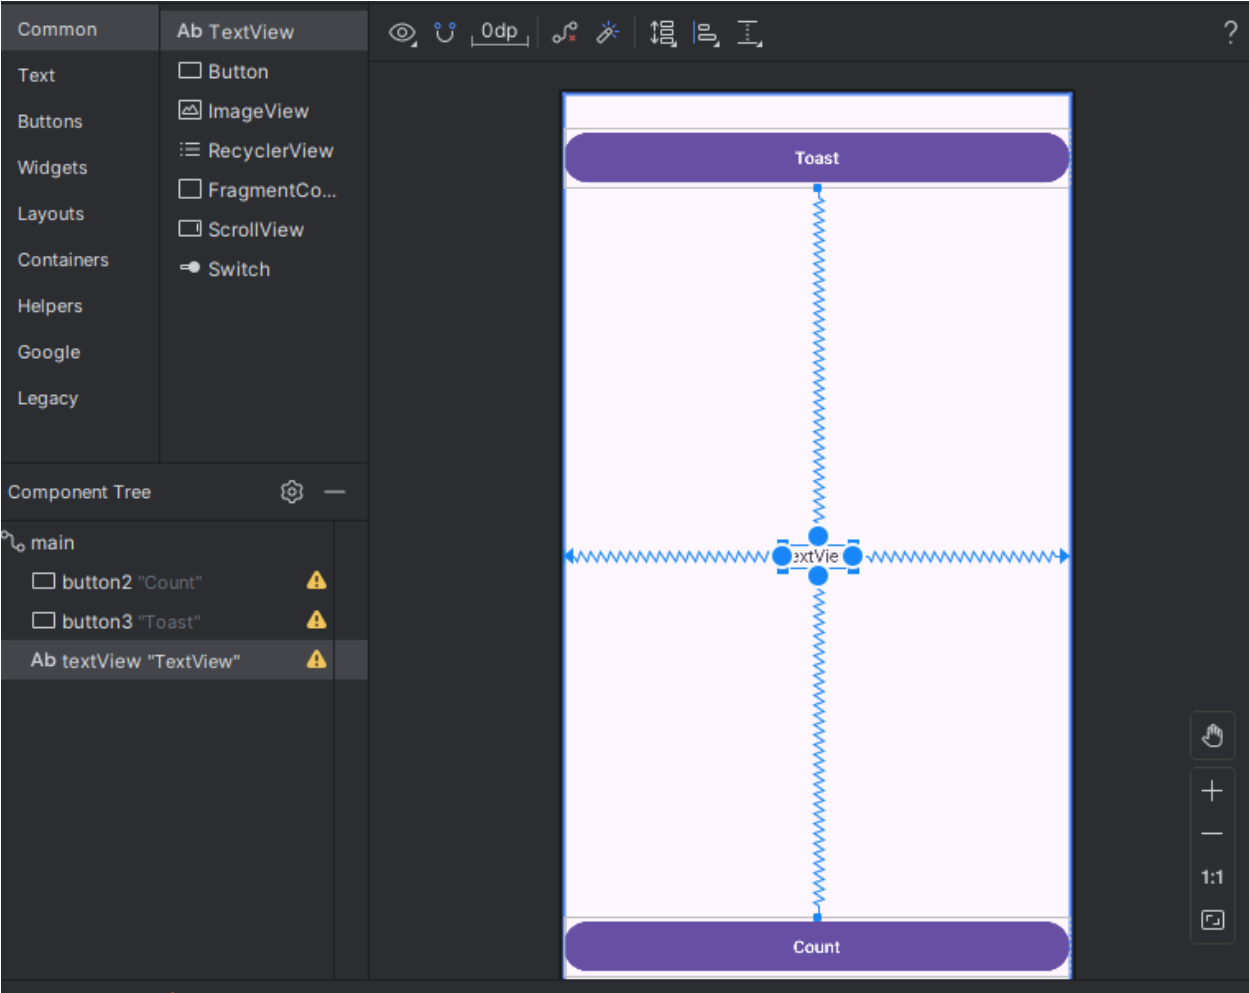 Common
Text
Buttons
Widgets
Layouts
Containers
Helpers
Google
Legacy
Ab TextView
Button
ImageView
RecyclerView
FragmentCo...
ScrollView
Switch
0dp
?
Component Tree
main
button2 "Count"
button3 "Toast"
Ab textView "TextView"
Toast
extVie
Count
1:1